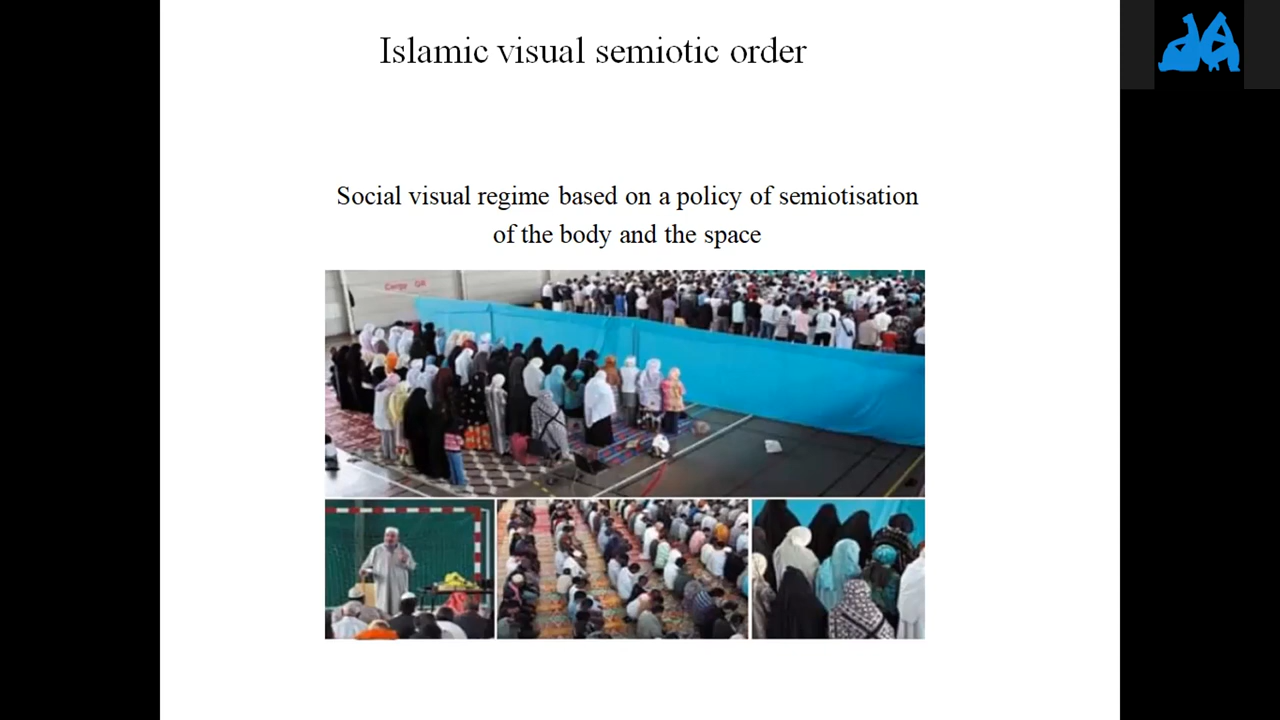 Islamic visual semiotic order
Social visual regime based on a policy of semiotisation
of the body and the space